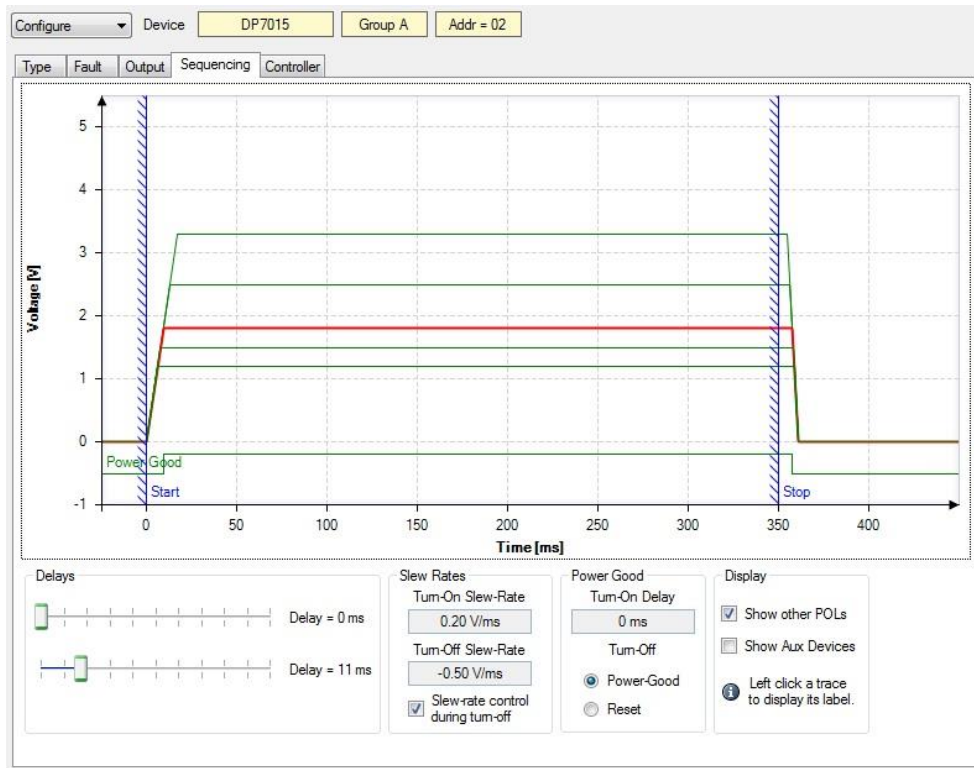 Configure Device DP7015 Group A Addr = 02
Type Fault Output Sequencing Controller
5
4
3
2
1
0
-1
Voltage [V]
Power Good
Start
Stop
0 50 100 150 200 250 300 350 400
Time [ms]
Delays
Delay = 0 ms
Delay = 11 ms
Slew Rates
Turn-On Slew-Rate
0.20 V/ms
Turn-Off Slew-Rate
-0.50 V/ms
Slew-rate control
during turn-off
Power Good
Turn-On Delay
0 ms
Turn-Off
Power-Good
Reset
Display
Show other POLs
Show Aux Devices
Left click a trace
to display its label.